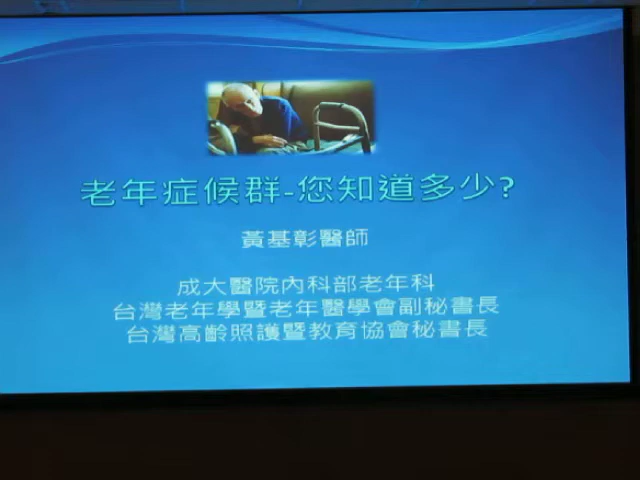 老年症候群-您知道多少?
黃基彰醫師
成大醫院內科部老年科
台灣老年學暨老年醫學會副秘書長
台灣高齡照護暨教育協會秘書長